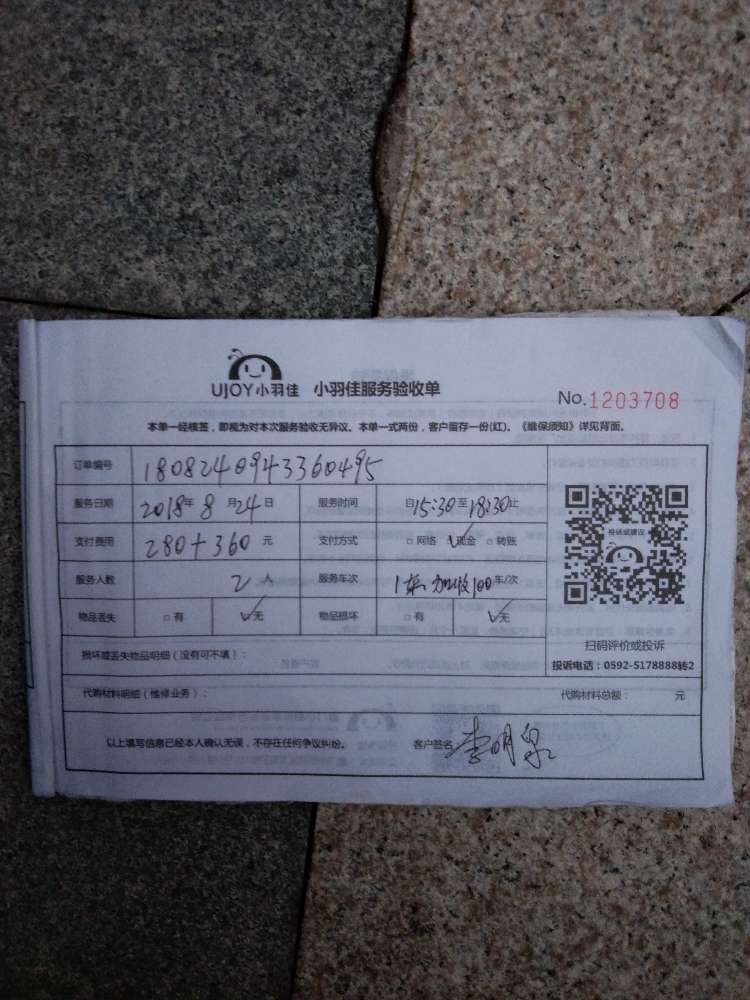 UJOY小羽佳 小羽佳服务验收单
No.1203708
本单一经核签，即视为对本次服务验收无异议。本单一式两份，客户留存一份(红)。《维保须知》详见背面。
订单编号 1808240943360495
服务日期 2018年8月24日 服务时间 自15:30至18:30止
支付费用 280+360 元 支付方式 □网络 ☑现金 □转账
服务人数 2人 服务车次 1车 加收100车/次
物品丢失 □有 ☑无 物品损坏 □有 ☑无
投诉或建议
扫码评价或投诉
投诉电话：0592-5178888转2
损坏或丢失物品明细（没有可不填）：
代购材料明细（维修业务）： 代购材料总额： 元
以上填写信息已经本人确认无误，不存在任何争议纠纷。 客户签名 李明泉